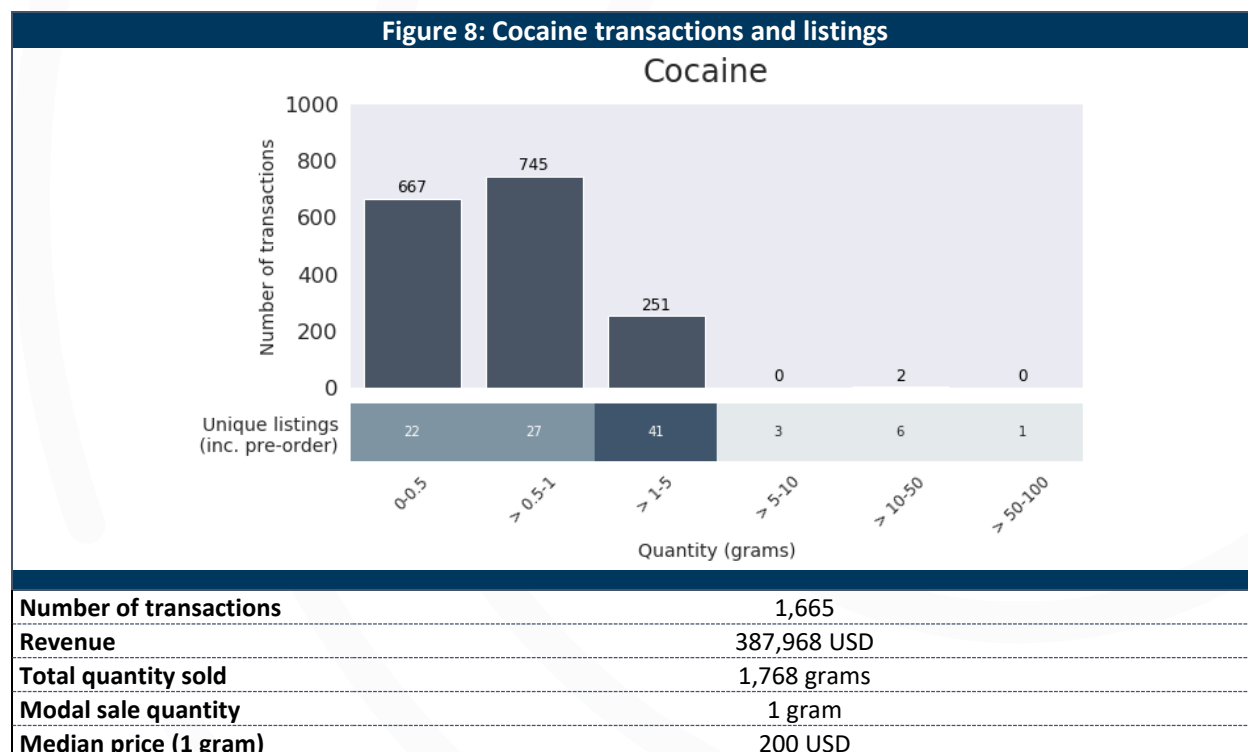 Figure 8: Cocaine transactions and listings
Cocaine
1000
800
600
400
200
0
Number of transactions
667
745
251
0
2
0
Unique listings
(inc. pre-order)
22 27 41 3 6 1
0-0.5 > 0.5-1 > 1-5 > 5-10 > 10-50 > 50-100
Quantity (grams)
Number of transactions 1,665
Revenue 387,968 USD
Total quantity sold 1,768 grams
Modal sale quantity 1 gram
Median price (1 gram) 200 USD